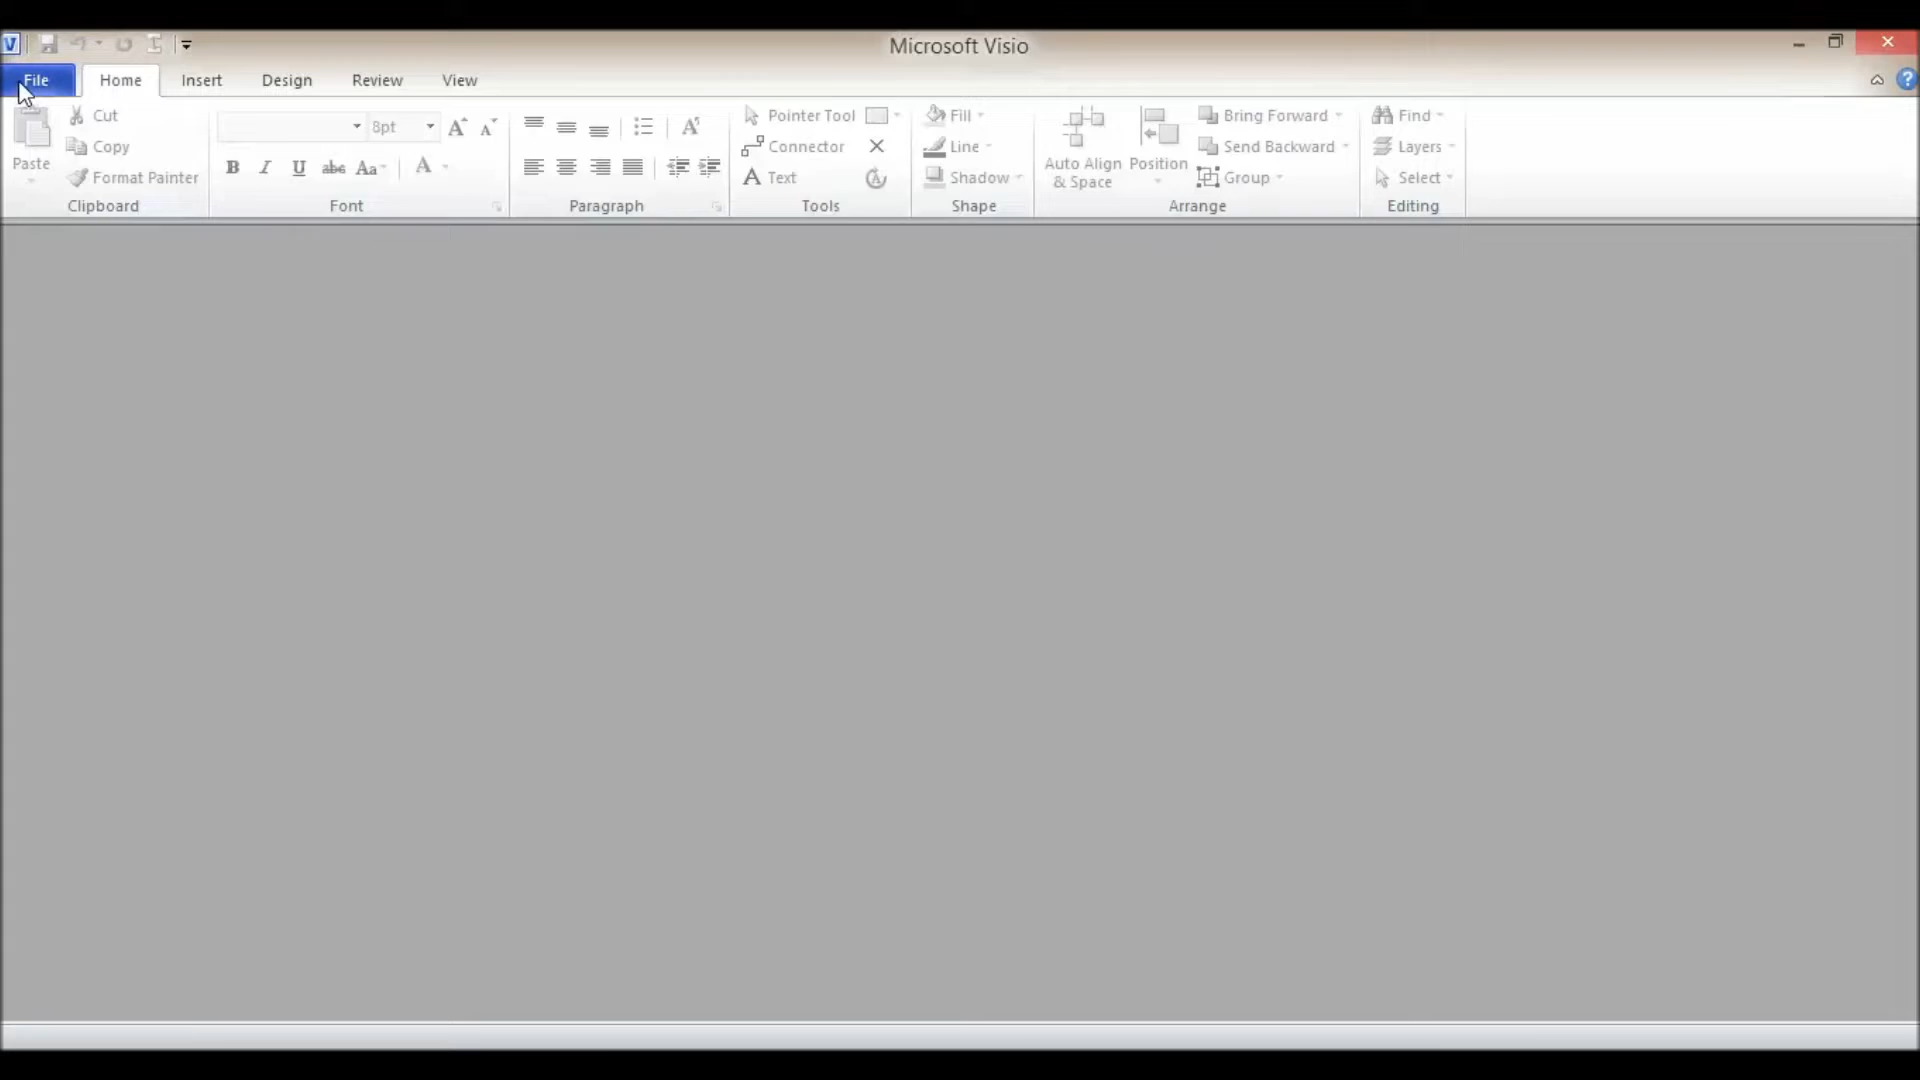 Microsoft Visio
File Home Insert Design Review View
Paste
Cut
Copy
Format Painter
Clipboard
8pt
B I U abc Aa A
Font
Paragraph
Pointer Tool
Connector
A Text
Tools
Fill
Line
Shadow
Shape
Auto Align
& Space
Position
Bring Forward
Send Backward
Group
Arrange
Find
Layers
Select
Editing